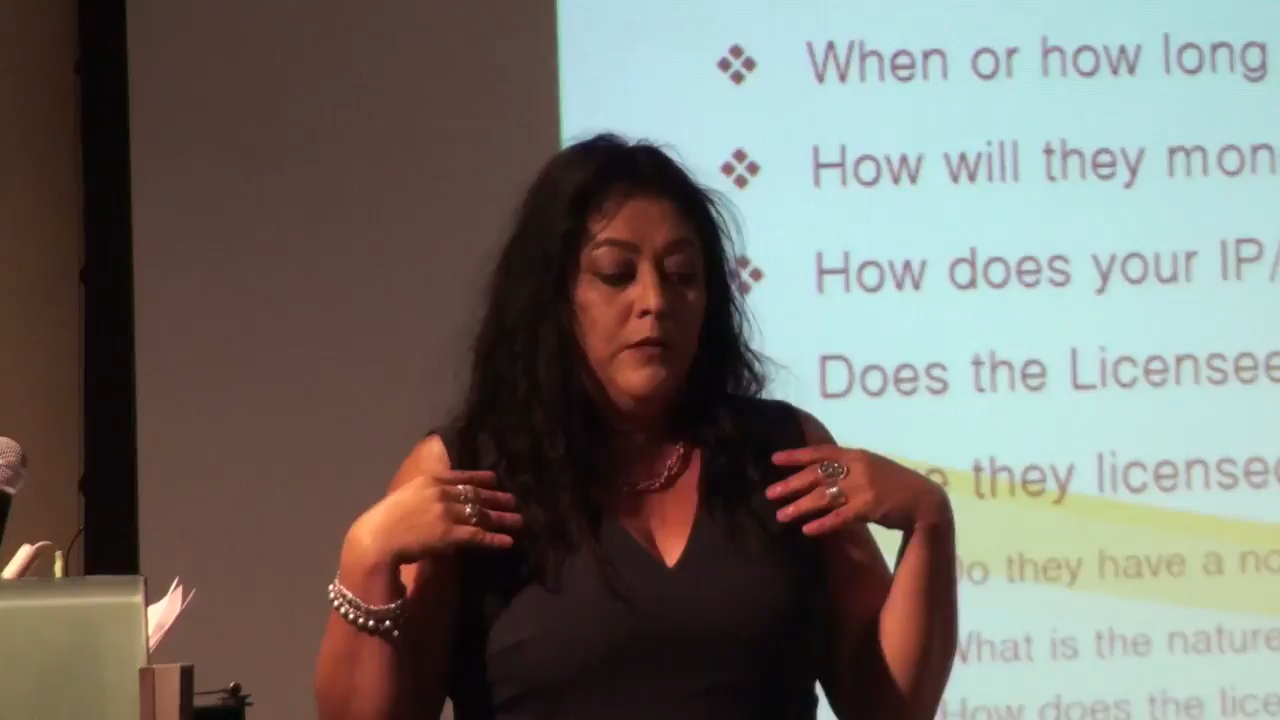 When or how long
How will they mon
How does your IP/
Does the Licensee
e they licensed
o they have a no
What is the nature
How does the lice